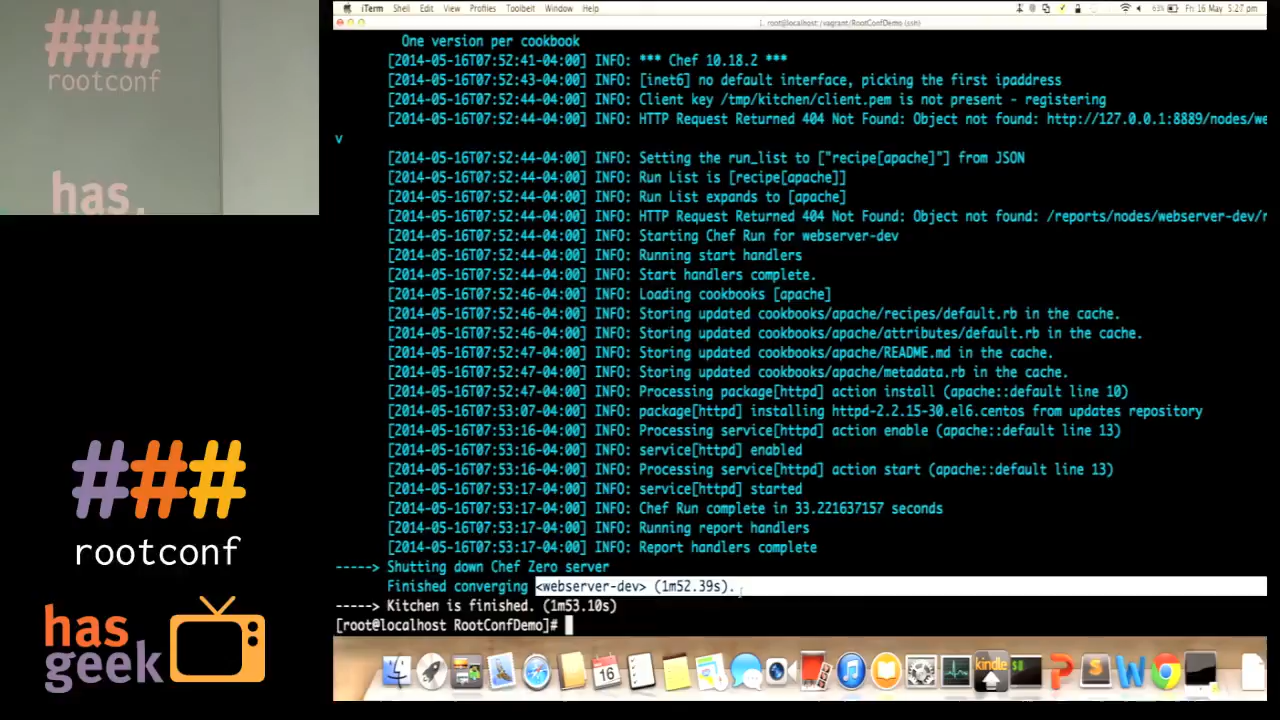 ###
rootconf
has.
iTerm Shell Edit View Profiles Toolbelt Window Help
63% Fri 16 May 5:27 pm
1. root@localhost:/vagrant/RootConfDemo (ssh)
One version per cookbook
[2014-05-16T07:52:41-04:00] INFO: *** Chef 10.18.2 ***
[2014-05-16T07:52:43-04:00] INFO: [inet6] no default interface, picking the first ipaddress
[2014-05-16T07:52:44-04:00] INFO: Client key /tmp/kitchen/client.pem is not present - registering
[2014-05-16T07:52:44-04:00] INFO: HTTP Request Returned 404 Not Found: Object not found: http://127.0.0.1:8889/nodes/we
v
[2014-05-16T07:52:44-04:00] INFO: Setting the run_list to ["recipe[apache]"] from JSON
[2014-05-16T07:52:44-04:00] INFO: Run List is [recipe[apache]]
[2014-05-16T07:52:44-04:00] INFO: Run List expands to [apache]
[2014-05-16T07:52:44-04:00] INFO: HTTP Request Returned 404 Not Found: Object not found: /reports/nodes/webserver-dev/r
[2014-05-16T07:52:44-04:00] INFO: Starting Chef Run for webserver-dev
[2014-05-16T07:52:44-04:00] INFO: Running start handlers
[2014-05-16T07:52:44-04:00] INFO: Start handlers complete.
[2014-05-16T07:52:46-04:00] INFO: Loading cookbooks [apache]
[2014-05-16T07:52:46-04:00] INFO: Storing updated cookbooks/apache/recipes/default.rb in the cache.
[2014-05-16T07:52:46-04:00] INFO: Storing updated cookbooks/apache/attributes/default.rb in the cache.
[2014-05-16T07:52:47-04:00] INFO: Storing updated cookbooks/apache/README.md in the cache.
[2014-05-16T07:52:47-04:00] INFO: Storing updated cookbooks/apache/metadata.rb in the cache.
[2014-05-16T07:52:47-04:00] INFO: Processing package[httpd] action install (apache::default line 10)
[2014-05-16T07:53:07-04:00] INFO: package[httpd] installing httpd-2.2.15-30.el6.centos from updates repository
[2014-05-16T07:53:16-04:00] INFO: Processing service[httpd] action enable (apache::default line 13)
[2014-05-16T07:53:16-04:00] INFO: service[httpd] enabled
[2014-05-16T07:53:16-04:00] INFO: Processing service[httpd] action start (apache::default line 13)
[2014-05-16T07:53:17-04:00] INFO: service[httpd] started
[2014-05-16T07:53:17-04:00] INFO: Chef Run complete in 33.221637157 seconds
[2014-05-16T07:53:17-04:00] INFO: Running report handlers
[2014-05-16T07:53:17-04:00] INFO: Report handlers complete
-----> Shutting down Chef Zero server
Finished converging <webserver-dev> (1m52.39s).
-----> Kitchen is finished. (1m53.10s)
[root@localhost RootConfDemo]#
###
rootconf
has
geek
16
kindle